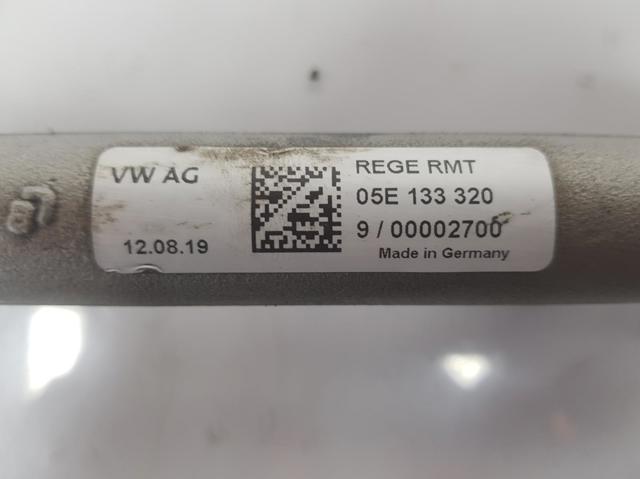 VW AG
12.08.19
REGE RMT
05E 133 320
9 / 00002700
Made in Germany